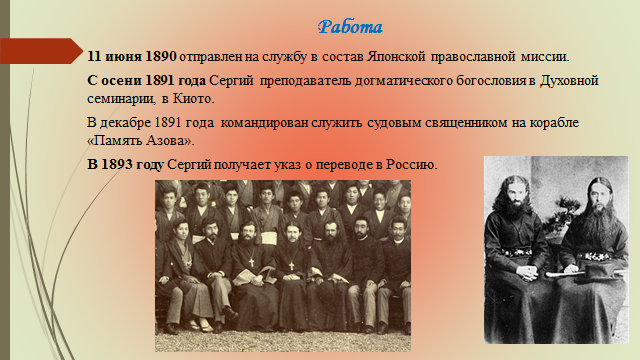 Работа
11 июня 1890 отправлен на службу в состав Японской православной миссии.
С осени 1891 года Сергий преподаватель догматического богословия в Духовной
семинарии, в Киото.
В декабре 1891 года командирован служить судовым священником на корабле
«Память Азова».
В 1893 году Сергий получает указ о переводе в Россию.